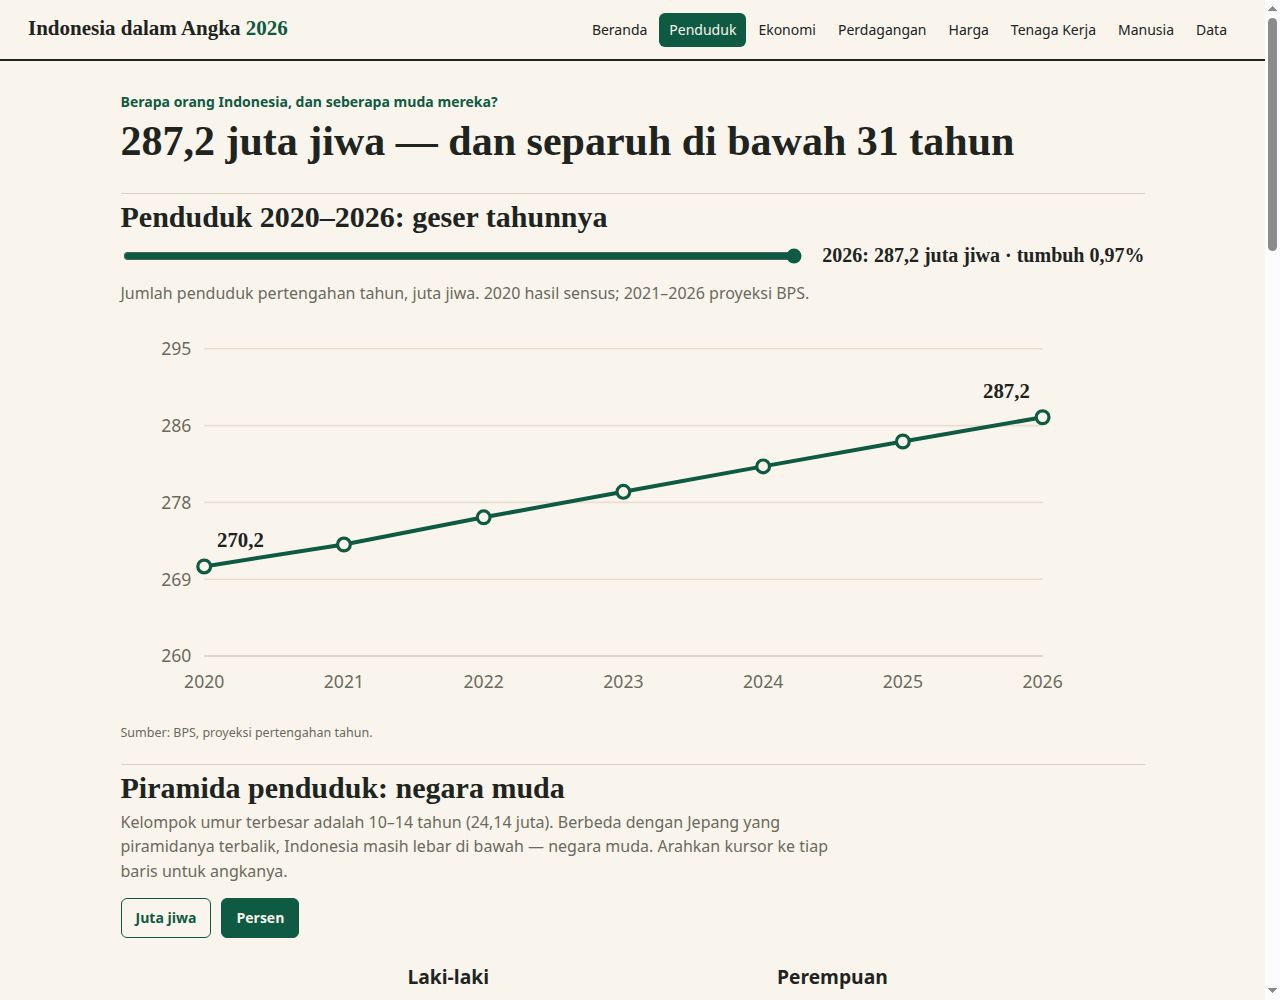 Indonesia dalam Angka 2026
Beranda Penduduk Ekonomi Perdagangan Harga Tenaga Kerja Manusia Data
Berapa orang Indonesia, dan seberapa muda mereka?
287,2 juta jiwa — dan separuh di bawah 31 tahun
Penduduk 2020–2026: geser tahunnya
2026: 287,2 juta jiwa · tumbuh 0,97%
Jumlah penduduk pertengahan tahun, juta jiwa. 2020 hasil sensus; 2021–2026 proyeksi BPS.
295
287,2
286
278
270,2
269
260
2020 2021 2022 2023 2024 2025 2026
Sumber: BPS, proyeksi pertengahan tahun.
Piramida penduduk: negara muda
Kelompok umur terbesar adalah 10–14 tahun (24,14 juta). Berbeda dengan Jepang yang
piramidanya terbalik, Indonesia masih lebar di bawah — negara muda. Arahkan kursor ke tiap
baris untuk angkanya.
Juta jiwa Persen
Laki-laki Perempuan